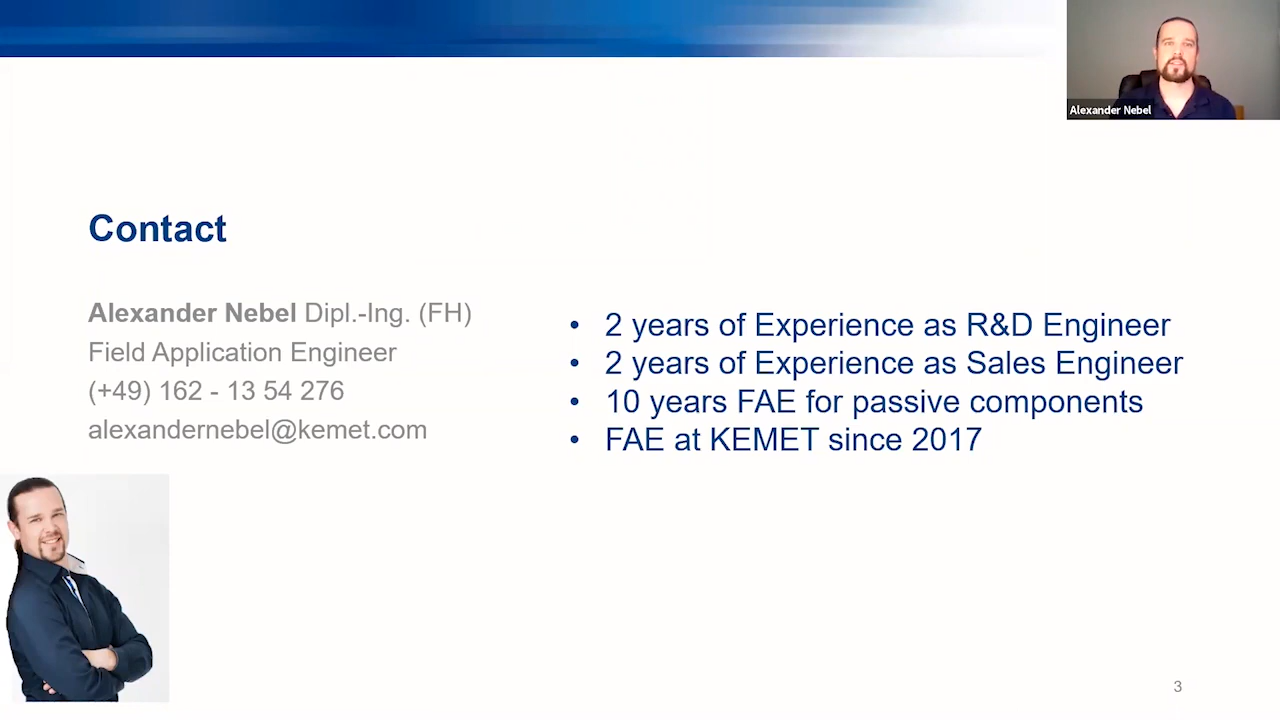 Alexander Nebel
Contact
Alexander Nebel Dipl.-Ing. (FH)
Field Application Engineer
(+49) 162 - 13 54 276
alexandernebel@kemet.com
• 2 years of Experience as R&D Engineer
• 2 years of Experience as Sales Engineer
• 10 years FAE for passive components
• FAE at KEMET since 2017
3